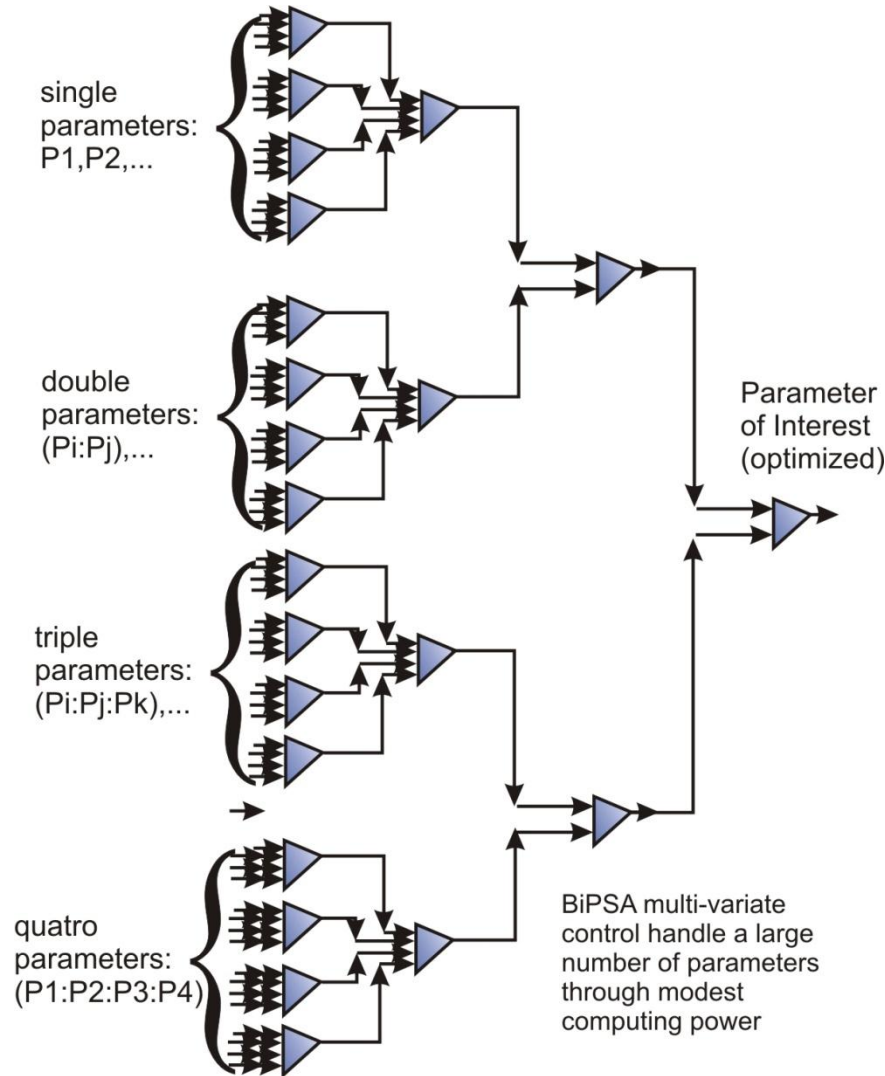 single
parameters:
P1,P2,...
double
parameters:
(Pi:Pj),...
Parameter
of Interest
(optimized)
triple
parameters:
(Pi:Pj:Pk),...
quatro
parameters:
(P1:P2:P3:P4)
BiPSA multi-variate
control handle a large
number of parameters
through modest
computing power